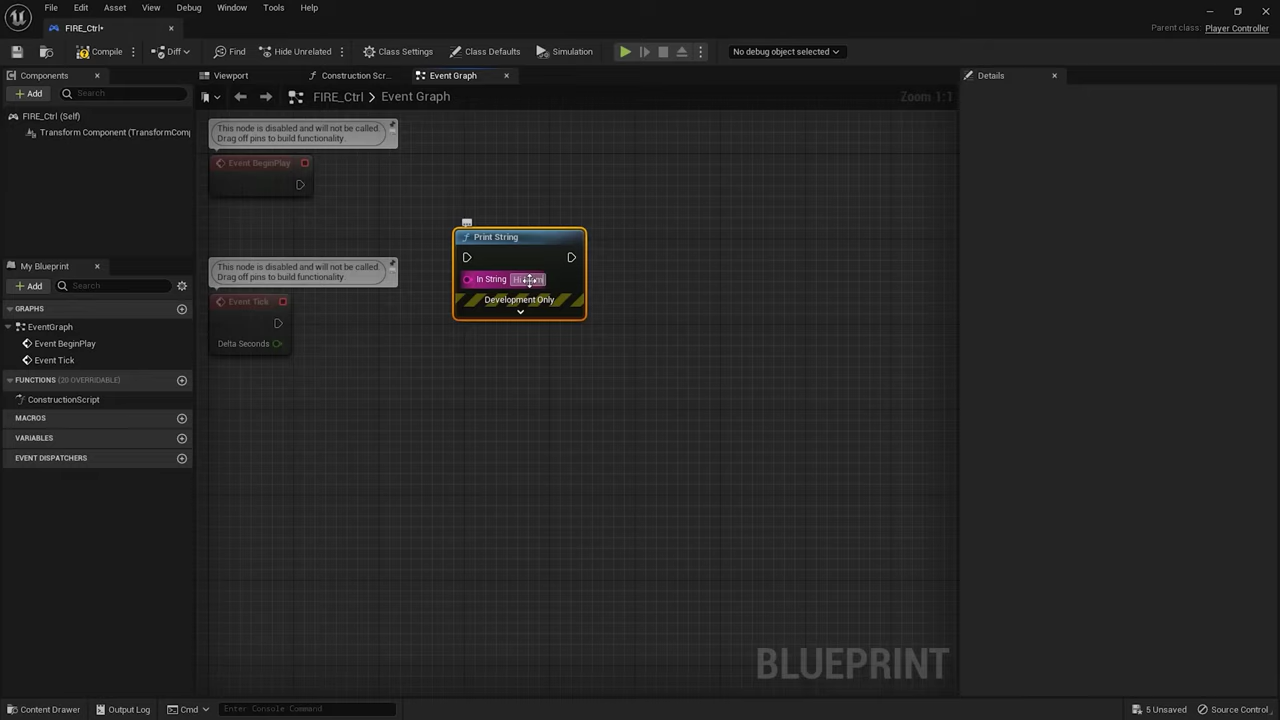 File Edit Asset View Debug Window Tools Help
FIRE_Ctrl•
Parent class: Player Controller
Compile Diff Find Hide Unrelated Class Settings Class Defaults Simulation No debug object selected
Components Viewport Construction Scr... Event Graph Details
Add Search FIRE_Ctrl > Event Graph Zoom 1:1
FIRE_Ctrl (Self)
Transform Component (TransformComp
This node is disabled and will not be called.
Drag off pins to build functionality.
Event BeginPlay
Print String
In String
Development Only
This node is disabled and will not be called.
Drag off pins to build functionality.
Event Tick
Delta Seconds
My Blueprint
Add Search
GRAPHS
EventGraph
Event BeginPlay
Event Tick
FUNCTIONS (20 OVERRIDABLE)
ConstructionScript
MACROS
VARIABLES
EVENT DISPATCHERS
BLUEPRINT
Content Drawer Output Log Cmd Enter Console Command 5 Unsaved Source Control